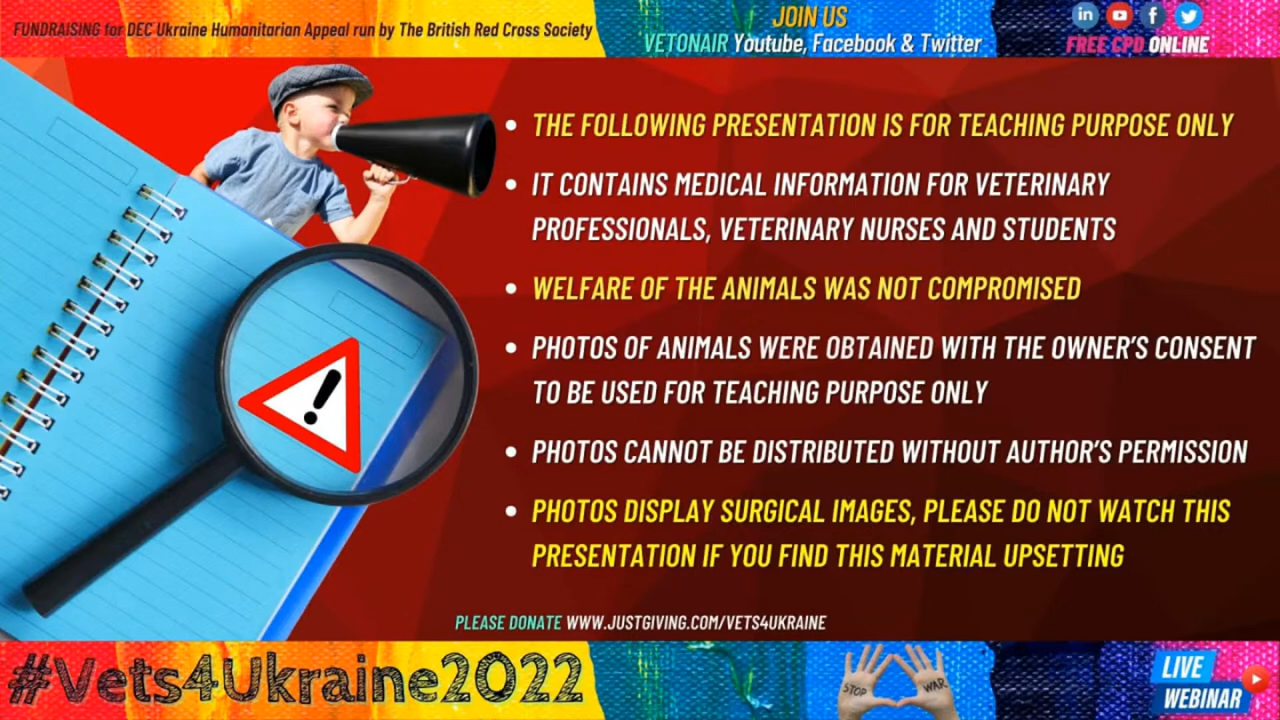 FUNDRAISING for DEC Ukraine Humanitarian Appeal run by The British Red Cross Society
JOIN US
VETONAIR Youtube, Facebook & Twitter
in f
FREE CPD ONLINE
• THE FOLLOWING PRESENTATION IS FOR TEACHING PURPOSE ONLY
• IT CONTAINS MEDICAL INFORMATION FOR VETERINARY
PROFESSIONALS, VETERINARY NURSES AND STUDENTS
• WELFARE OF THE ANIMALS WAS NOT COMPROMISED
• PHOTOS OF ANIMALS WERE OBTAINED WITH THE OWNER'S CONSENT
TO BE USED FOR TEACHING PURPOSE ONLY
• PHOTOS CANNOT BE DISTRIBUTED WITHOUT AUTHOR'S PERMISSION
• PHOTOS DISPLAY SURGICAL IMAGES, PLEASE DO NOT WATCH THIS
PRESENTATION IF YOU FIND THIS MATERIAL UPSETTING
!
PLEASE DONATE WWW.JUSTGIVING.COM/VETS4UKRAINE
#Vets4Ukraine2022
STOP WAR
LIVE
WEBINAR